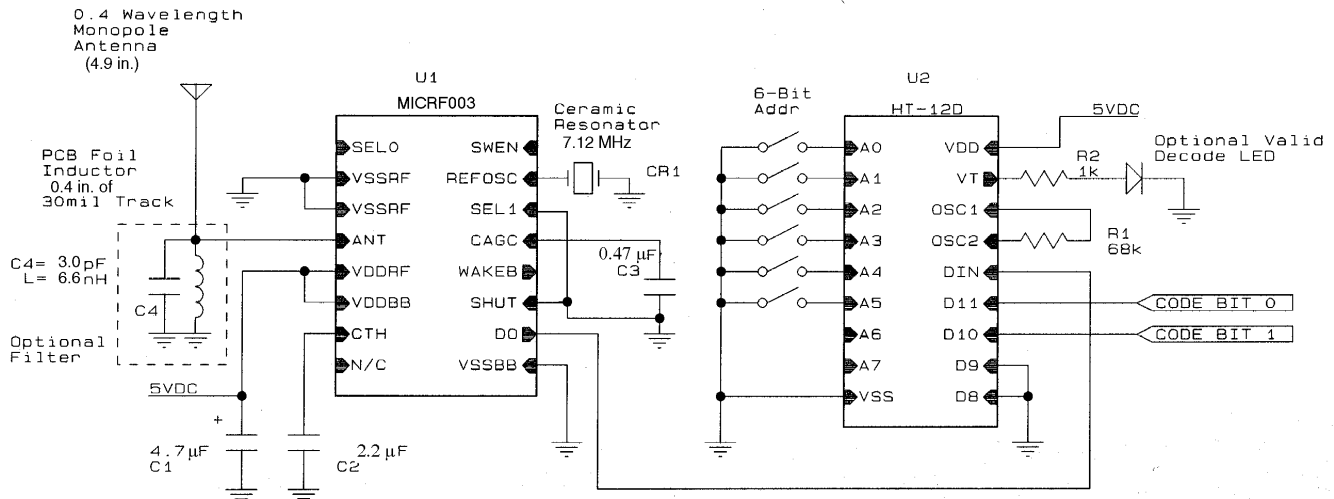 0.4 Wavelength
Monopole
Antenna
(4.9 in.)
PCB Foil
Inductor
0.4 in. of
30mil Track
C4= 3.0pF
L= 6.6nH
C4
Optional
Filter
5VDC
+
4.7µF
C1
2.2 µF
C2
U1
MICRF003
SEL0
VSSRF
VSSRF
ANT
VDDRF
VDDBB
CTH
N/C
SWEN
REFOSC
SEL1
CAGC
WAKEB
SHUT
DO
VSSBB
Ceramic
Resonator
7.12 MHz
CR1
0.47 µF
C3
6-Bit
Addr
U2
HT-12D
A0
A1
A2
A3
A4
A5
A6
A7
VSS
VDD
VT
OSC1
OSC2
DIN
D11
D10
D9
D8
5VDC
R2
1k
Optional Valid
Decode LED
R1
68k
CODE BIT 0
CODE BIT 1